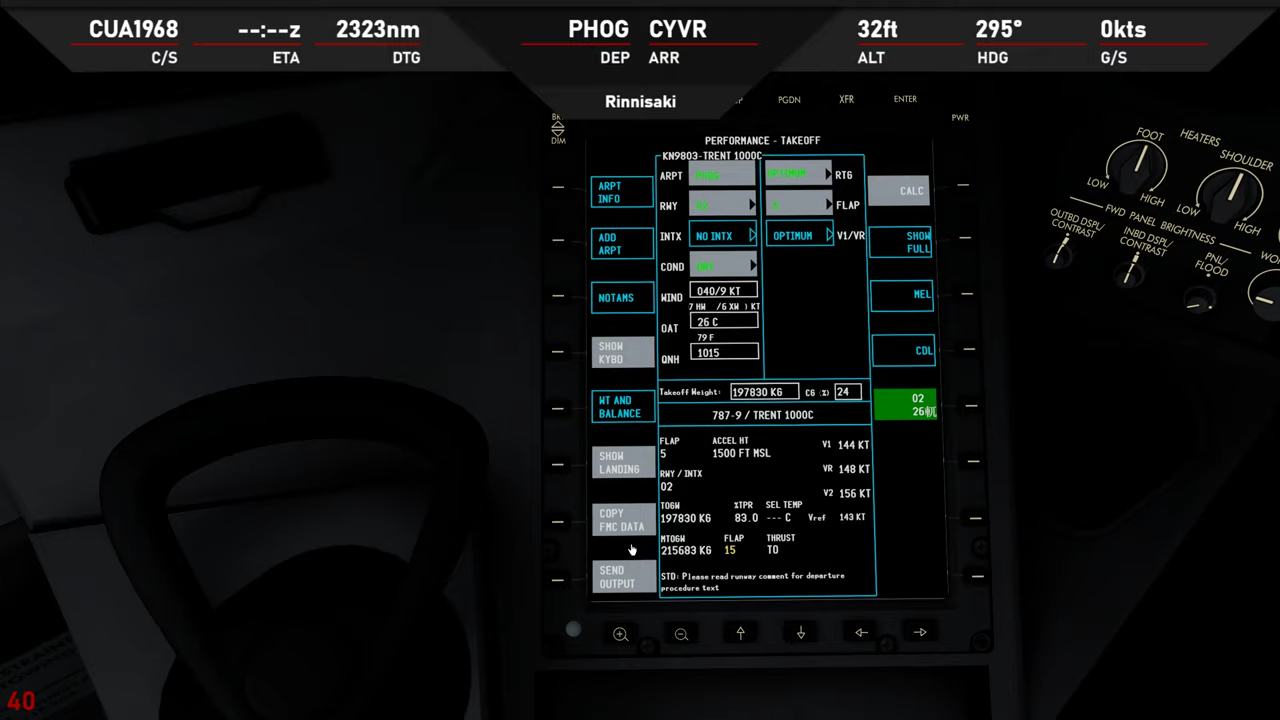 CUA1968 --:--z 2323nm PHOG CYVR 32ft 295° 0kts
C/S ETA DTG DEP ARR ALT HDG G/S
Rinnisaki
PGDN XFR ENTER
DIM PWR
PERFORMANCE - TAKEOFF
KN9803-TRENT 1000C
ARPT INFO
ARPT PHOG OPTIMUM RTG
CALC
RWY 02 FLAP
ADD ARPT
INTX NO INTX OPTIMUM V1/VR
SHOW FULL
COND
NOTAMS
WIND 040/9 KT
7 HW /6 XW ) KT
MEL
OAT 26 C
79 F
SHOW KYBD
QNH 1015
CDL
Takeoff Weight: 197830 KG CG (%) 24
WT AND BALANCE
787-9 / TRENT 1000C
02
FLAP ACCEL HT V1 144 KT
5 1500 FT MSL
SHOW LANDING
RWY / INTX VR 148 KT
02 V2 156 KT
COPY FMC DATA
TOGW %TPR SEL TEMP
197830 KG 83.0 --- C Vref 143 KT
MTOGW FLAP THRUST
215683 KG 15 TO
SEND OUTPUT
STD: Please read runway comment for departure
procedure text
FOOT HEATERS SHOULDER
LOW HIGH LOW HIGH
FWD PANEL BRIGHTNESS
OUTBD DSPL/ CONTRAST
INBD DSPL/ CONTRAST
PNL/ FLOOD
40